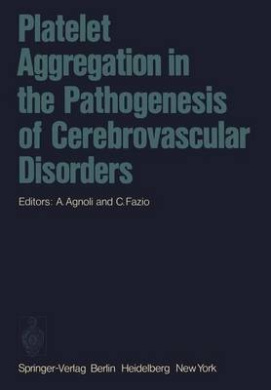 Platelet
Aggregation in
the Pathogenesis
of Cerebrovascular
Disorders
Editors: A. Agnoli and C. Fazio
Springer-Verlag Berlin Heidelberg New York